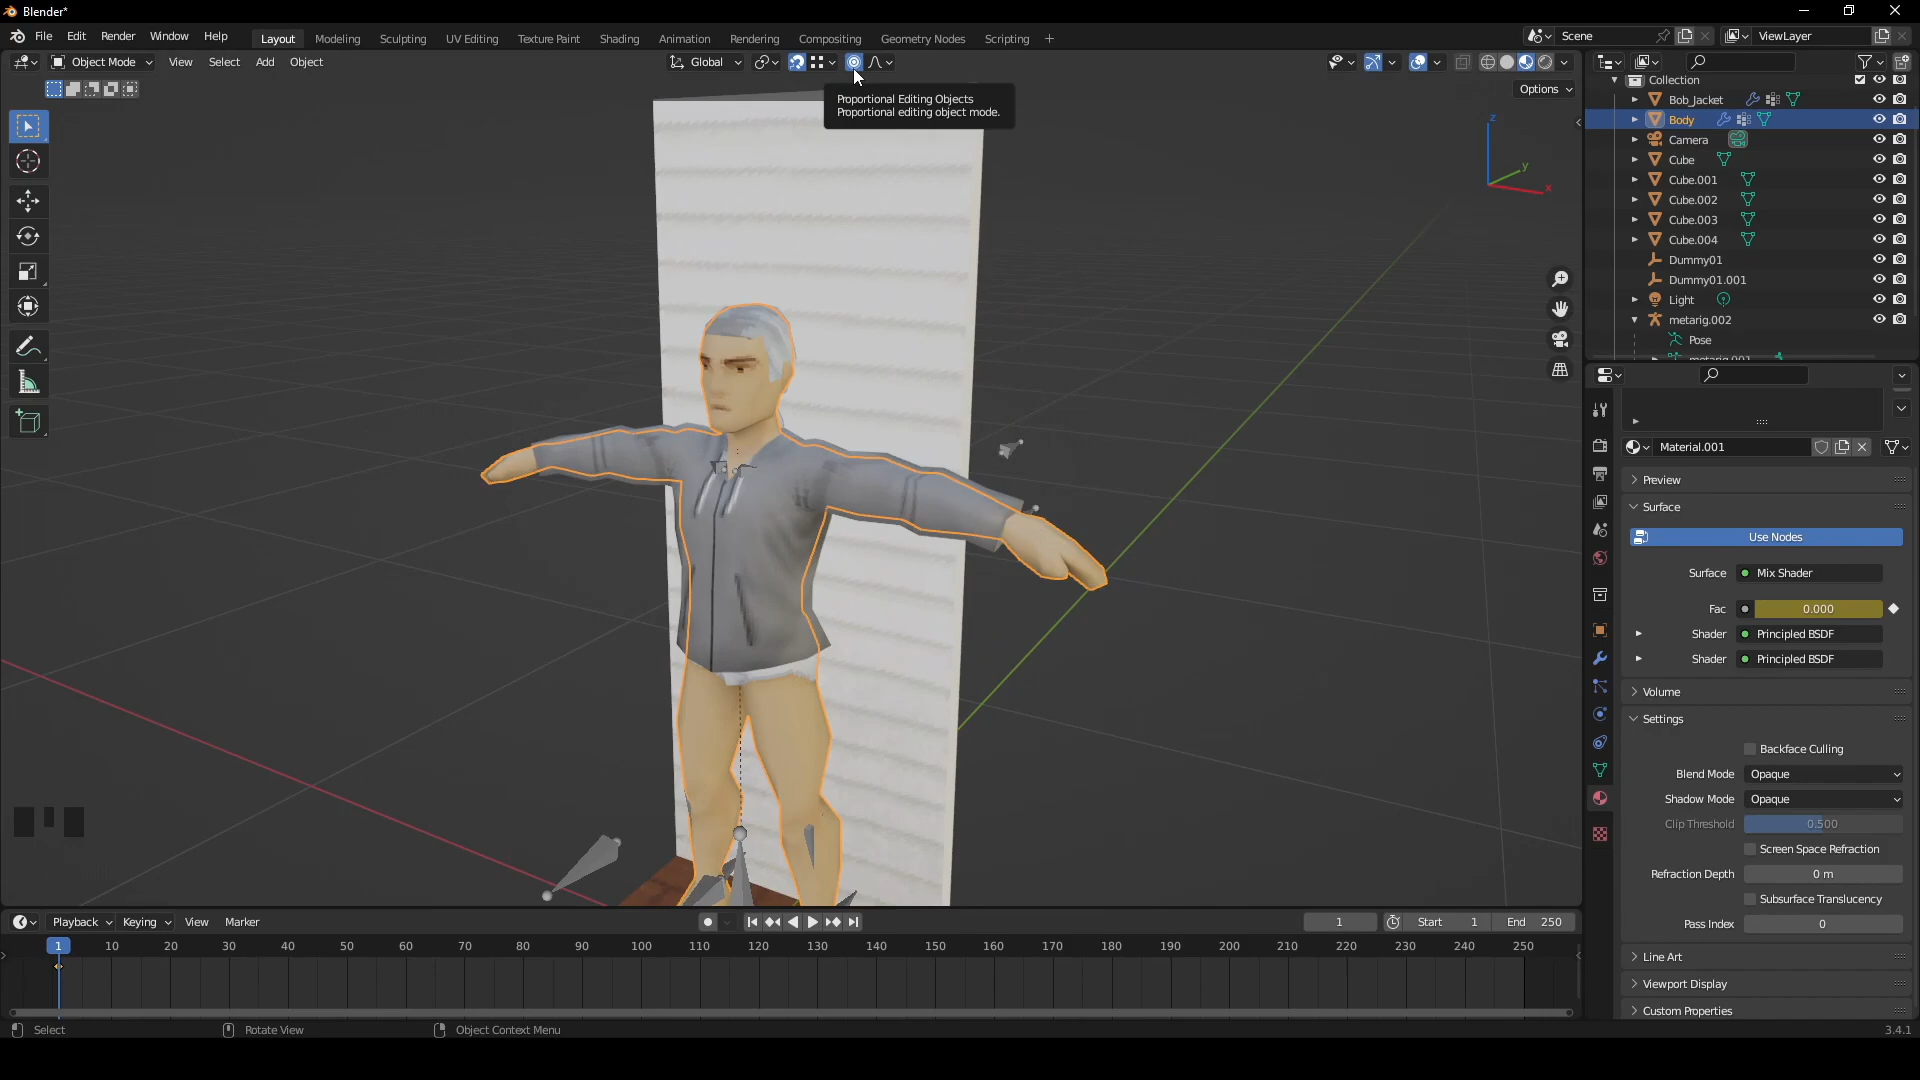 Blender*
File Edit Render Window Help
Layout Modeling Sculpting UV Editing Texture Paint Shading Animation Rendering Compositing Geometry Nodes Scripting
Scene
ViewLayer
Object Mode View Select Add Object
Global
Options
Proportional Editing Objects
Proportional editing object mode.
Z
Y
X
Collection
Bob_Jacket
Body
Camera
Cube
Cube.001
Cube.002
Cube.003
Cube.004
Dummy01
Dummy01.001
Light
metarig.002
Pose
metarig.001
Material.001
Preview
Surface
Use Nodes
Surface Mix Shader
Fac 0.000
Shader Principled BSDF
Shader Principled BSDF
Volume
Settings
Backface Culling
Blend Mode Opaque
Shadow Mode Opaque
Clip Threshold 0.500
Screen Space Refraction
Refraction Depth 0 m
Subsurface Translucency
Pass Index 0
Line Art
Viewport Display
Custom Properties
Playback Keying View Marker
1 Start 1 End 250
1 10 20 30 40 50 60 70 80 90 100 110 120 130 140 150 160 170 180 190 200 210 220 230 240 250
Select Rotate View Object Context Menu
3.4.1